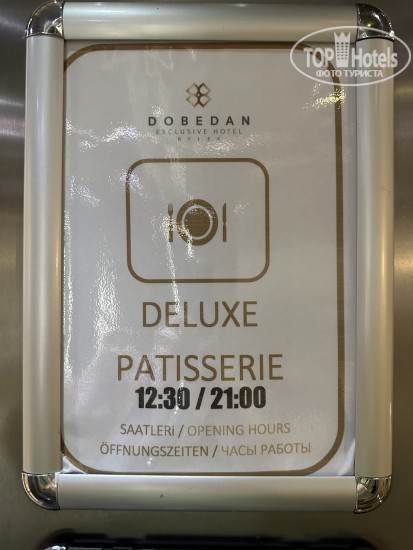 TOP Hotels
ФОТО ТУРИСТА
DOBEDAN
EXCLUSIVE HOTEL
BELEK
DELUXE
PATISSERIE
12:30 / 21:00
SAATLERi / OPENING HOURS
ÖFFNUNGSZEITEN / ЧАСЫ РАБОТЫ